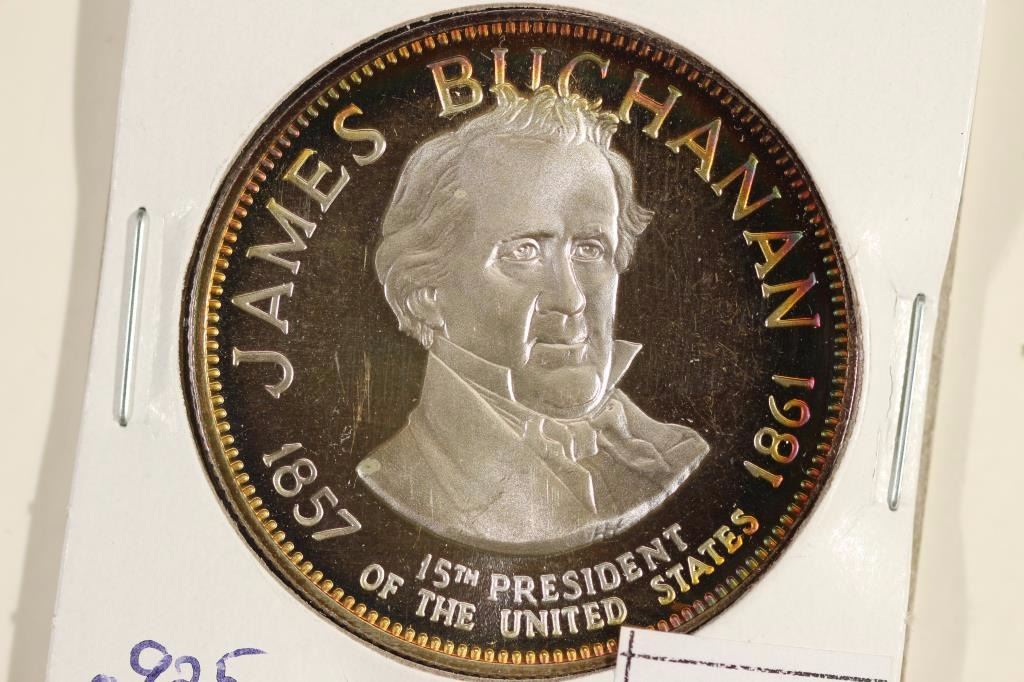 JAMES BUCHANAN
1857
1861
15TH PRESIDENT
OF THE UNITED STATES
.925